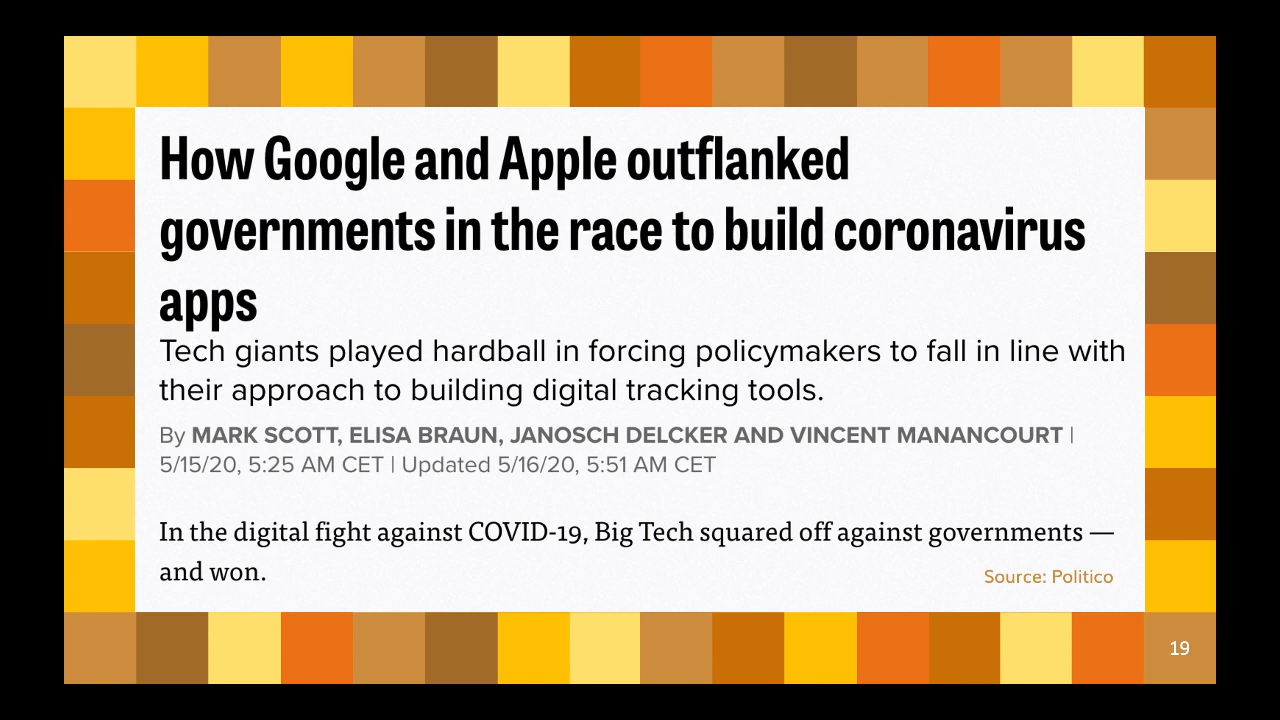 How Google and Apple outflanked
governments in the race to build coronavirus
apps
Tech giants played hardball in forcing policymakers to fall in line with
their approach to building digital tracking tools.
By MARK SCOTT, ELISA BRAUN, JANOSCH DELCKER AND VINCENT MANANCOURT |
5/15/20, 5:25 AM CET | Updated 5/16/20, 5:51 AM CET
In the digital fight against COVID-19, Big Tech squared off against governments —
and won.
Source: Politico
19